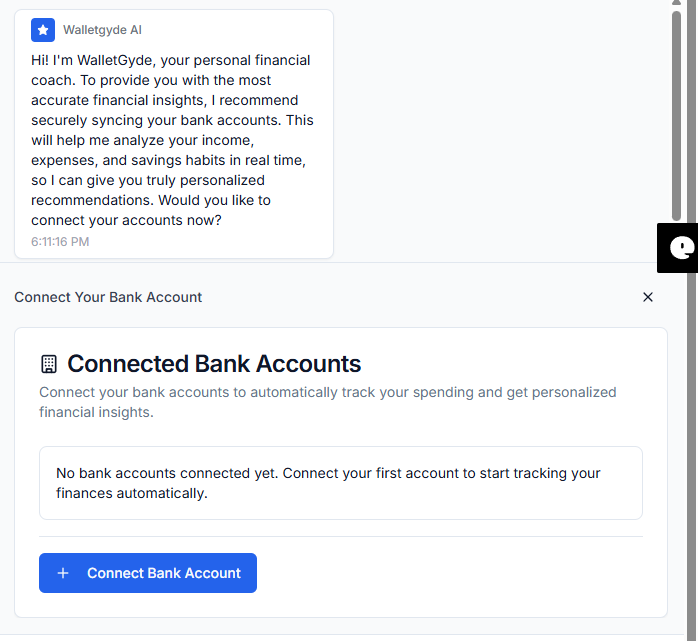 Walletgyde AI
Hi! I'm WalletGyde, your personal financial
coach. To provide you with the most
accurate financial insights, I recommend
securely syncing your bank accounts. This
will help me analyze your income,
expenses, and savings habits in real time,
so I can give you truly personalized
recommendations. Would you like to
connect your accounts now?
6:11:16 PM
Connect Your Bank Account
Connected Bank Accounts
Connect your bank accounts to automatically track your spending and get personalized
financial insights.
No bank accounts connected yet. Connect your first account to start tracking your
finances automatically.
Connect Bank Account